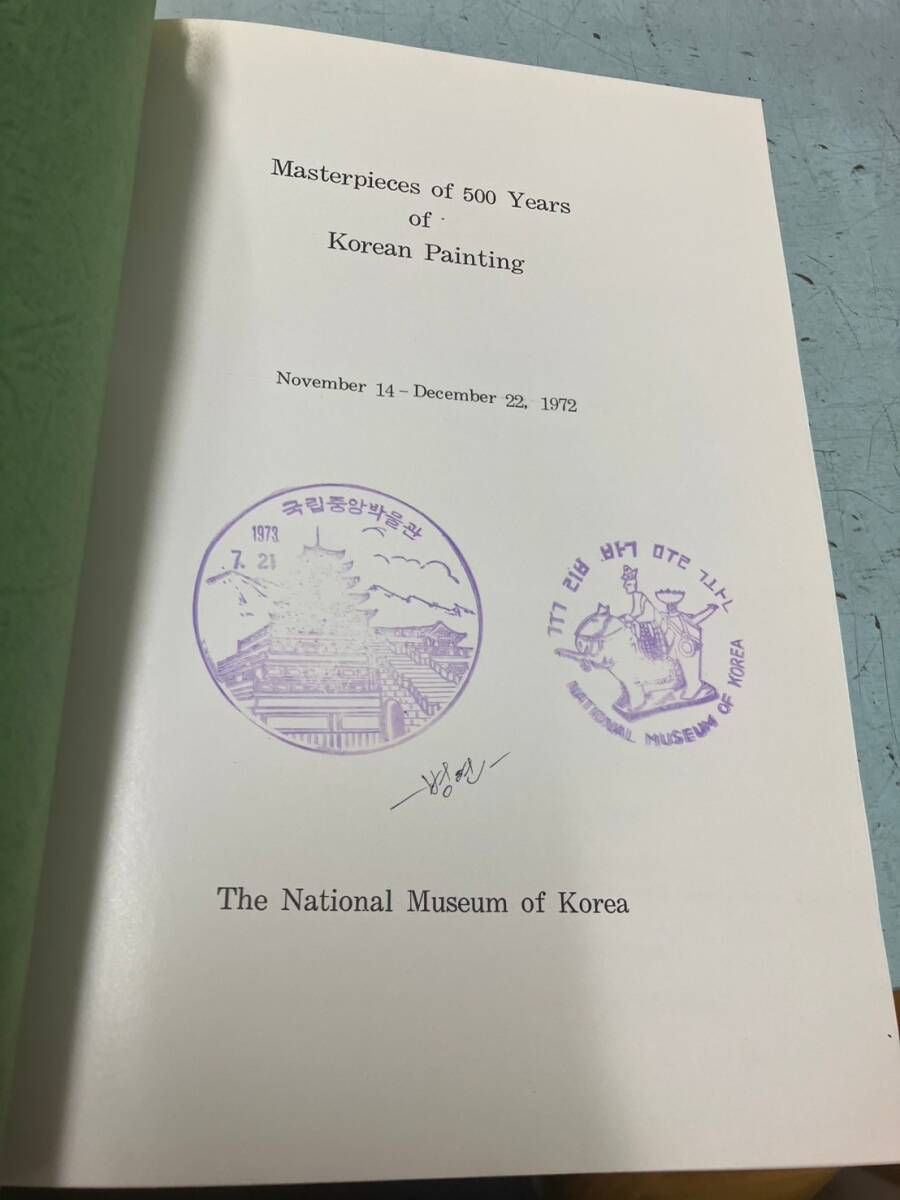 Masterpieces of 500 Years
of
Korean Painting
November 14 – December 22, 1972
국립중앙박물관
1973
7. 21
NATIONAL MUSEUM OF KOREA
The National Museum of Korea